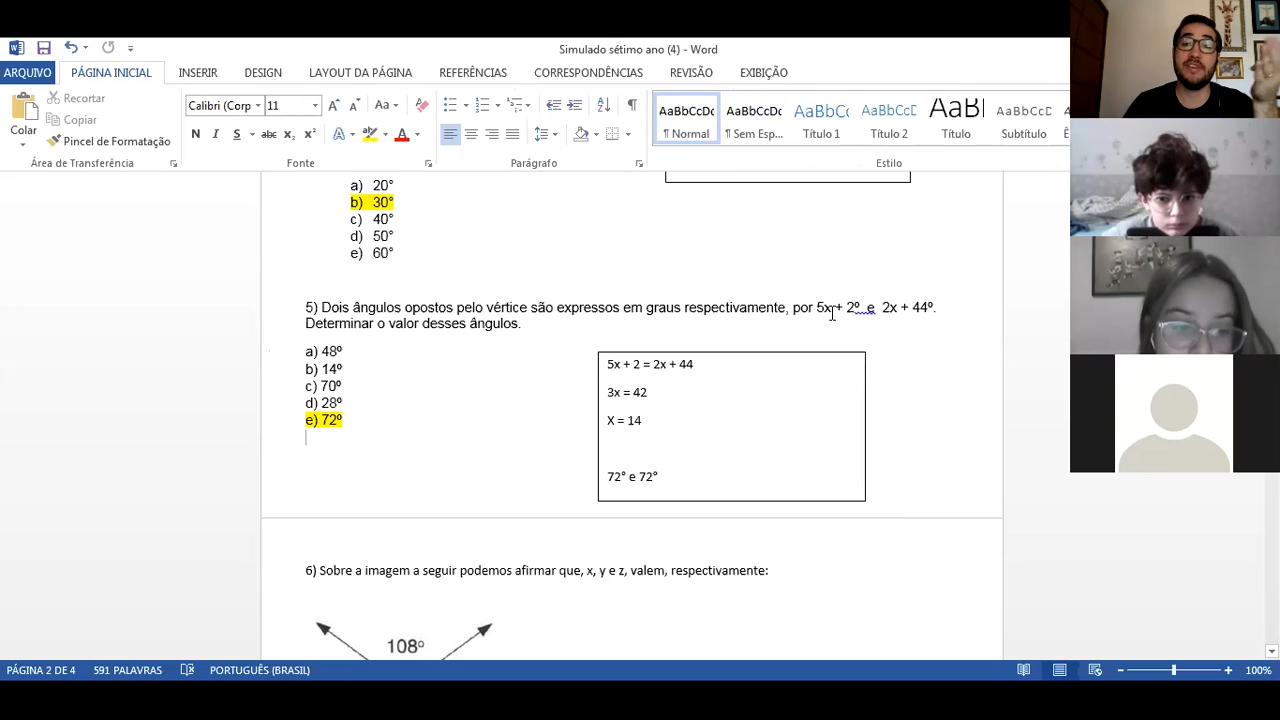 Simulado sétimo ano (4) - Word
ARQUIVO PÁGINA INICIAL INSERIR DESIGN LAYOUT DA PÁGINA REFERÊNCIAS CORRESPONDÊNCIAS REVISÃO EXIBIÇÃO
Colar
Recortar
Copiar
Pincel de Formatação
Área de Transferência
Calibri (Corp 11
N I S abc x₂ x² A A
Fonte
Parágrafo
AaBbCcDc AaBbCcDc AaBbCc AaBbCcD AaBl AaBbCcD
¶ Normal ¶ Sem Esp... Título 1 Título 2 Título Subtítulo
Estilo
a) 20°
b) 30°
c) 40°
d) 50°
e) 60°
5) Dois ângulos opostos pelo vértice são expressos em graus respectivamente, por 5x + 2º e 2x + 44º.
Determinar o valor desses ângulos.
a) 48º
b) 14º
c) 70º
d) 28º
e) 72º
5x + 2 = 2x + 44
3x = 42
X = 14
72° e 72°
6) Sobre a imagem a seguir podemos afirmar que, x, y e z, valem, respectivamente:
108º
PÁGINA 2 DE 4 591 PALAVRAS PORTUGUÊS (BRASIL) 100%